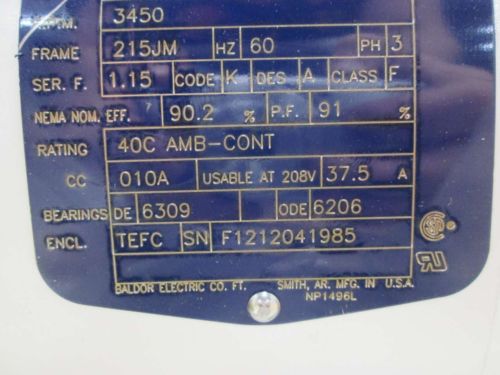 R.P.M. 3450
FRAME 215JM HZ 60 PH 3
SER. F. 1.15 CODE K DES A CLASS F
NEMA NOM. EFF. 90.2 % P.F. 91 %
RATING 40C AMB-CONT
CC 010A USABLE AT 208V 37.5 A
BEARINGS DE 6309 ODE 6206
ENCL. TEFC SN F1212041985
BALDOR ELECTRIC CO. FT. SMITH, AR. MFG. IN U.S.A.
NP1496L